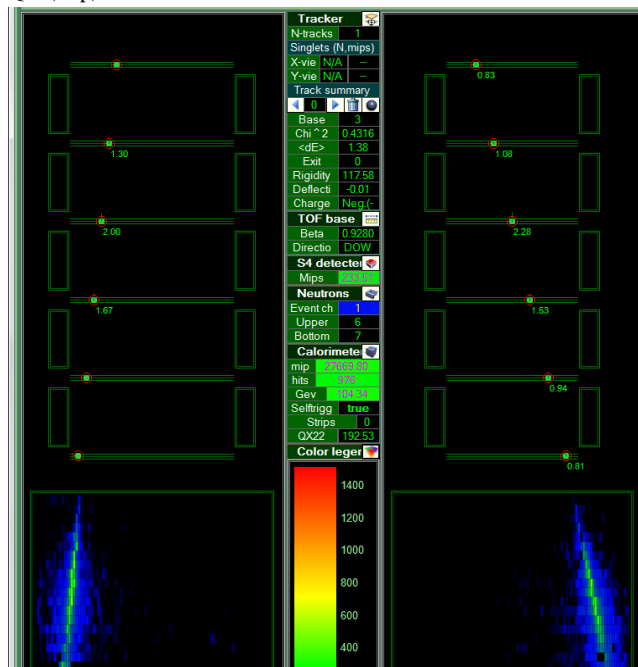 Tracker
N-tracks 1
Singlets (N,mips)
X-vie N/A --
Y-vie N/A --
Track summary
0
Base 3
Chi^2 0.4316
<dE> 1.38
Exit 0
Rigidity 117.58
Deflecti -0.01
Charge Neg.(-
TOF base
Beta 0.9280
Directio DOW
S4 detecter
Mips
Neutrons
Event ch 1
Upper 6
Bottom 7
Calorimeter
mip
hits
Gev 104.34
Selftrigg true
Strips 0
QX22 192.53
Color leger
1400
1200
1000
800
600
400
1.30
2.00
1.67
0.83
1.08
2.28
1.53
0.94
0.81